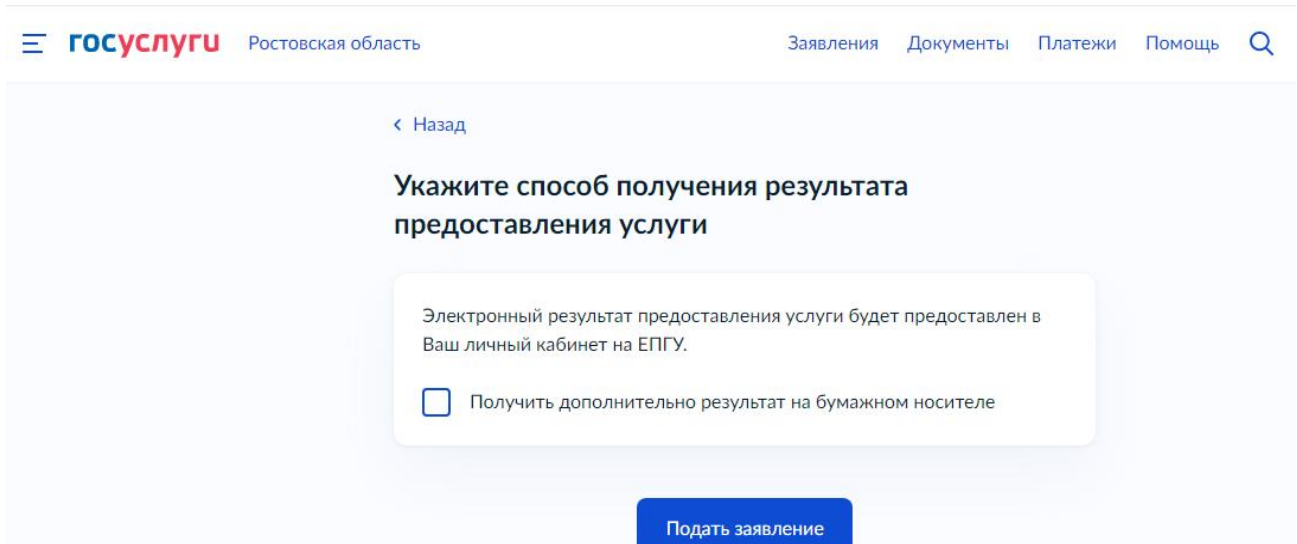 госуслуги Ростовская область Заявления Документы Платежи Помощь
Назад
Укажите способ получения результата
предоставления услуги
Электронный результат предоставления услуги будет предоставлен в
Ваш личный кабинет на ЕПГУ.
Получить дополнительно результат на бумажном носителе
Подать заявление